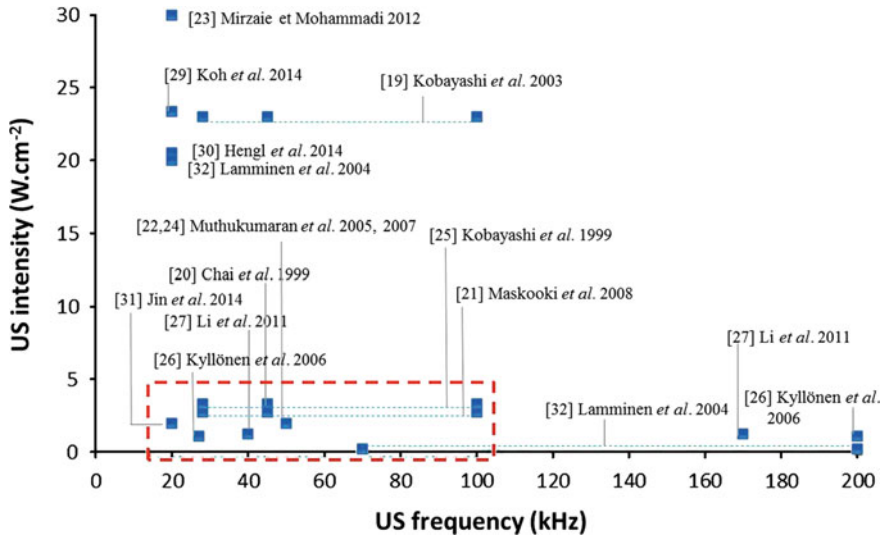 30
[23] Mirzaie et Mohammadi 2012
[29] Koh et al. 2014
[19] Kobayashi et al. 2003
25
[30] Hengl et al. 2014
20
[32] Lamminen et al. 2004
[22,24] Muthukumaran et al. 2005, 2007
[25] Kobayashi et al. 1999
15
[20] Chai et al. 1999
[21] Maskooki et al. 2008
[31] Jin et al. 2014
10
[27] Li et al. 2011
[27] Li et al. 2011
[26] Kyllönen et al. 2006
5
[26] Kyllönen et al.
2006
[32] Lamminen et al. 2004
0
US intensity (W.cm-2)
0 20 40 60 80 100 120 140 160 180 200
US frequency (kHz)